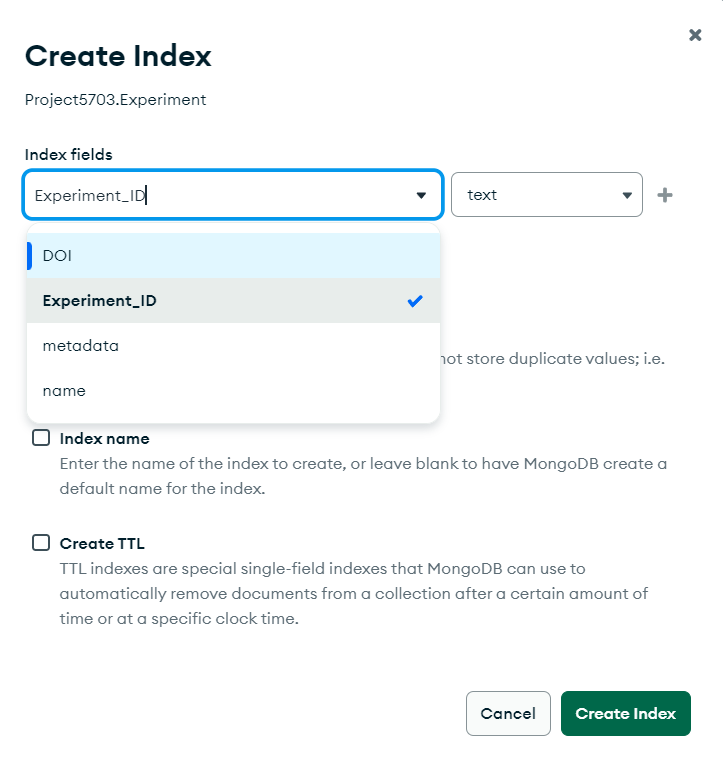 Create Index
Project5703.Experiment
Index fields
Experiment_ID
text
DOI
Experiment_ID
metadata
name
not store duplicate values; i.e.
Index name
Enter the name of the index to create, or leave blank to have MongoDB create a
default name for the index.
Create TTL
TTL indexes are special single-field indexes that MongoDB can use to
automatically remove documents from a collection after a certain amount of
time or at a specific clock time.
Cancel
Create Index